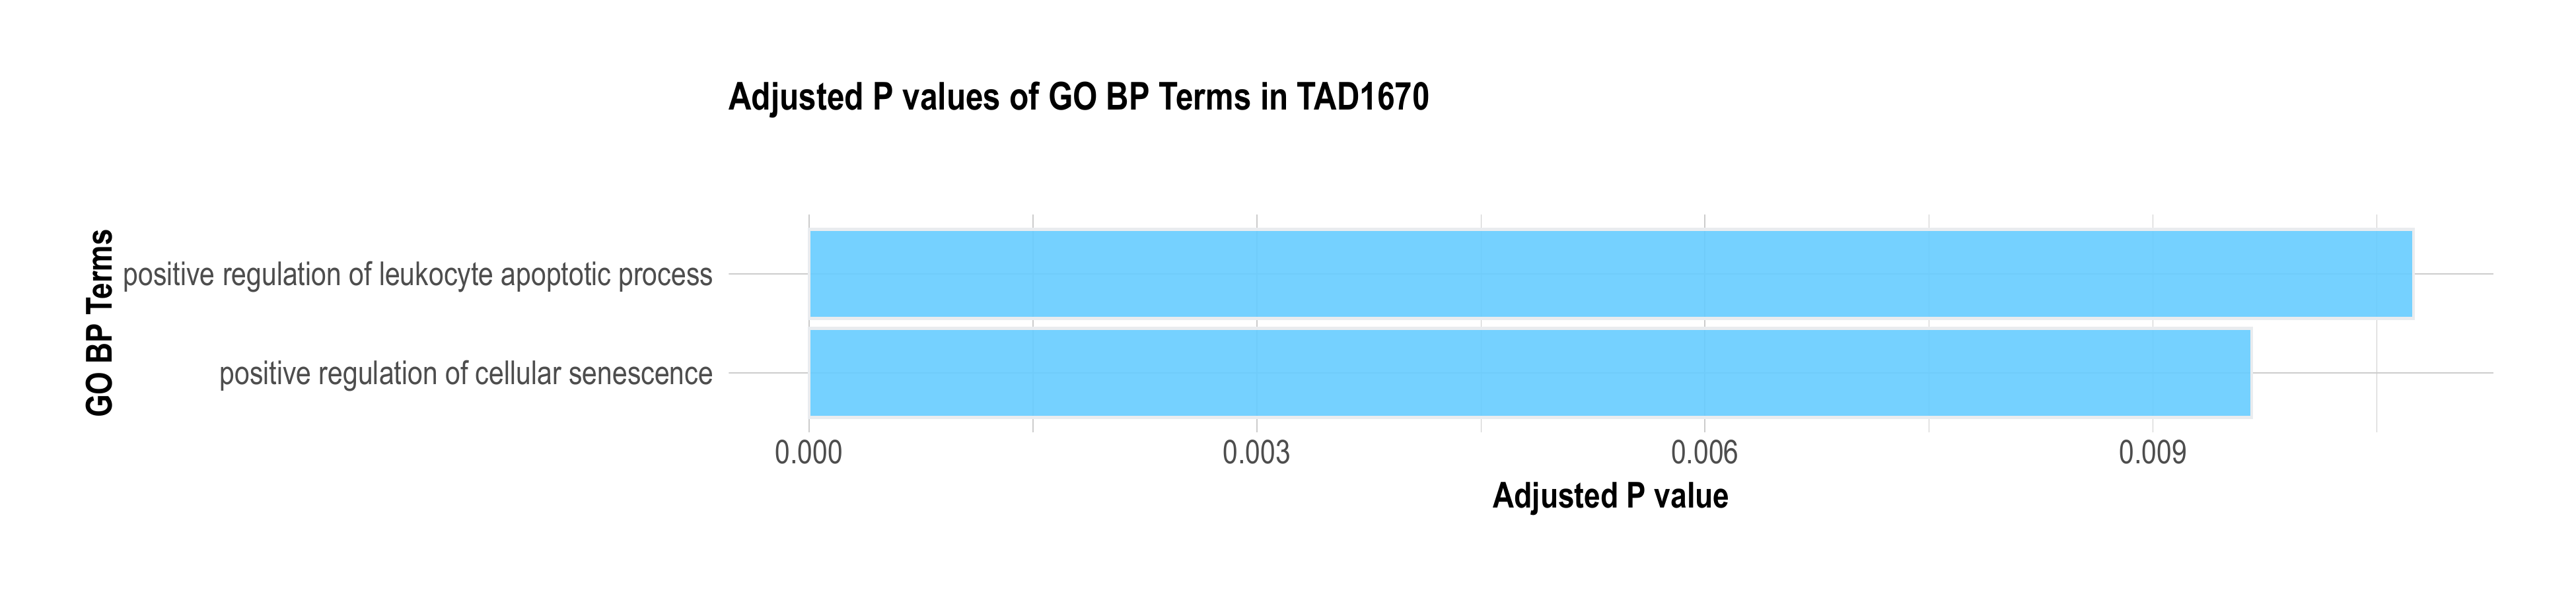 Adjusted P values of GO BP Terms in TAD1670
GO BP Terms
positive regulation of leukocyte apoptotic process
positive regulation of cellular senescence
0.000 0.003 0.006 0.009
Adjusted P value